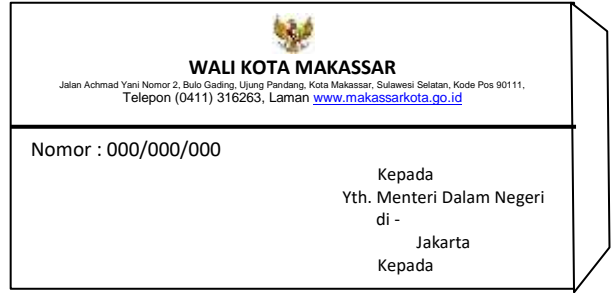 WALI KOTA MAKASSAR
Jalan Achmad Yani Nomor 2, Bulo Gading, Ujung Pandang, Kota Makassar, Sulawesi Selatan, Kode Pos 90111,
Telepon (0411) 316263, Laman www.makassarkota.go.id
Nomor : 000/000/000
Kepada
Yth. Menteri Dalam Negeri
di -
Jakarta
Kepada